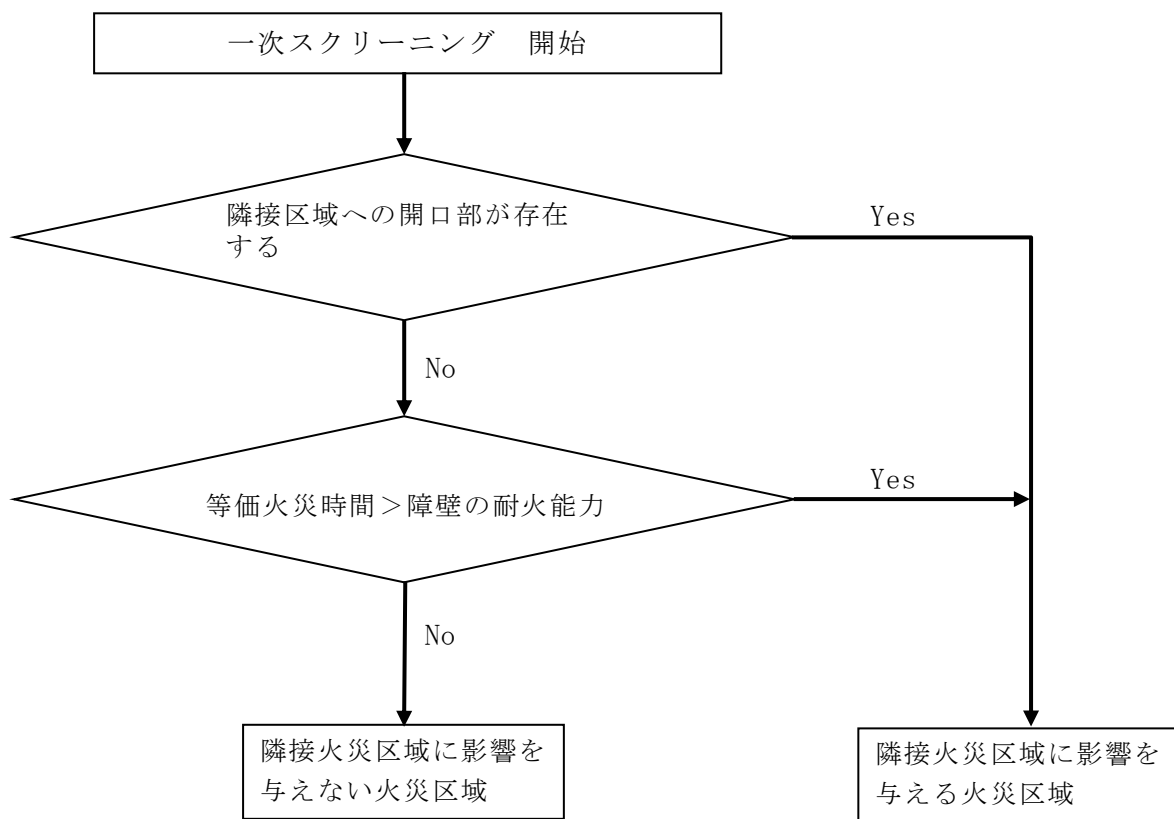 一次スクリーニング　開始
隣接区域への開口部が存在
する
Yes
No
等価火災時間＞障壁の耐火能力
Yes
No
隣接火災区域に影響を
与えない火災区域
隣接火災区域に影響を
与える火災区域